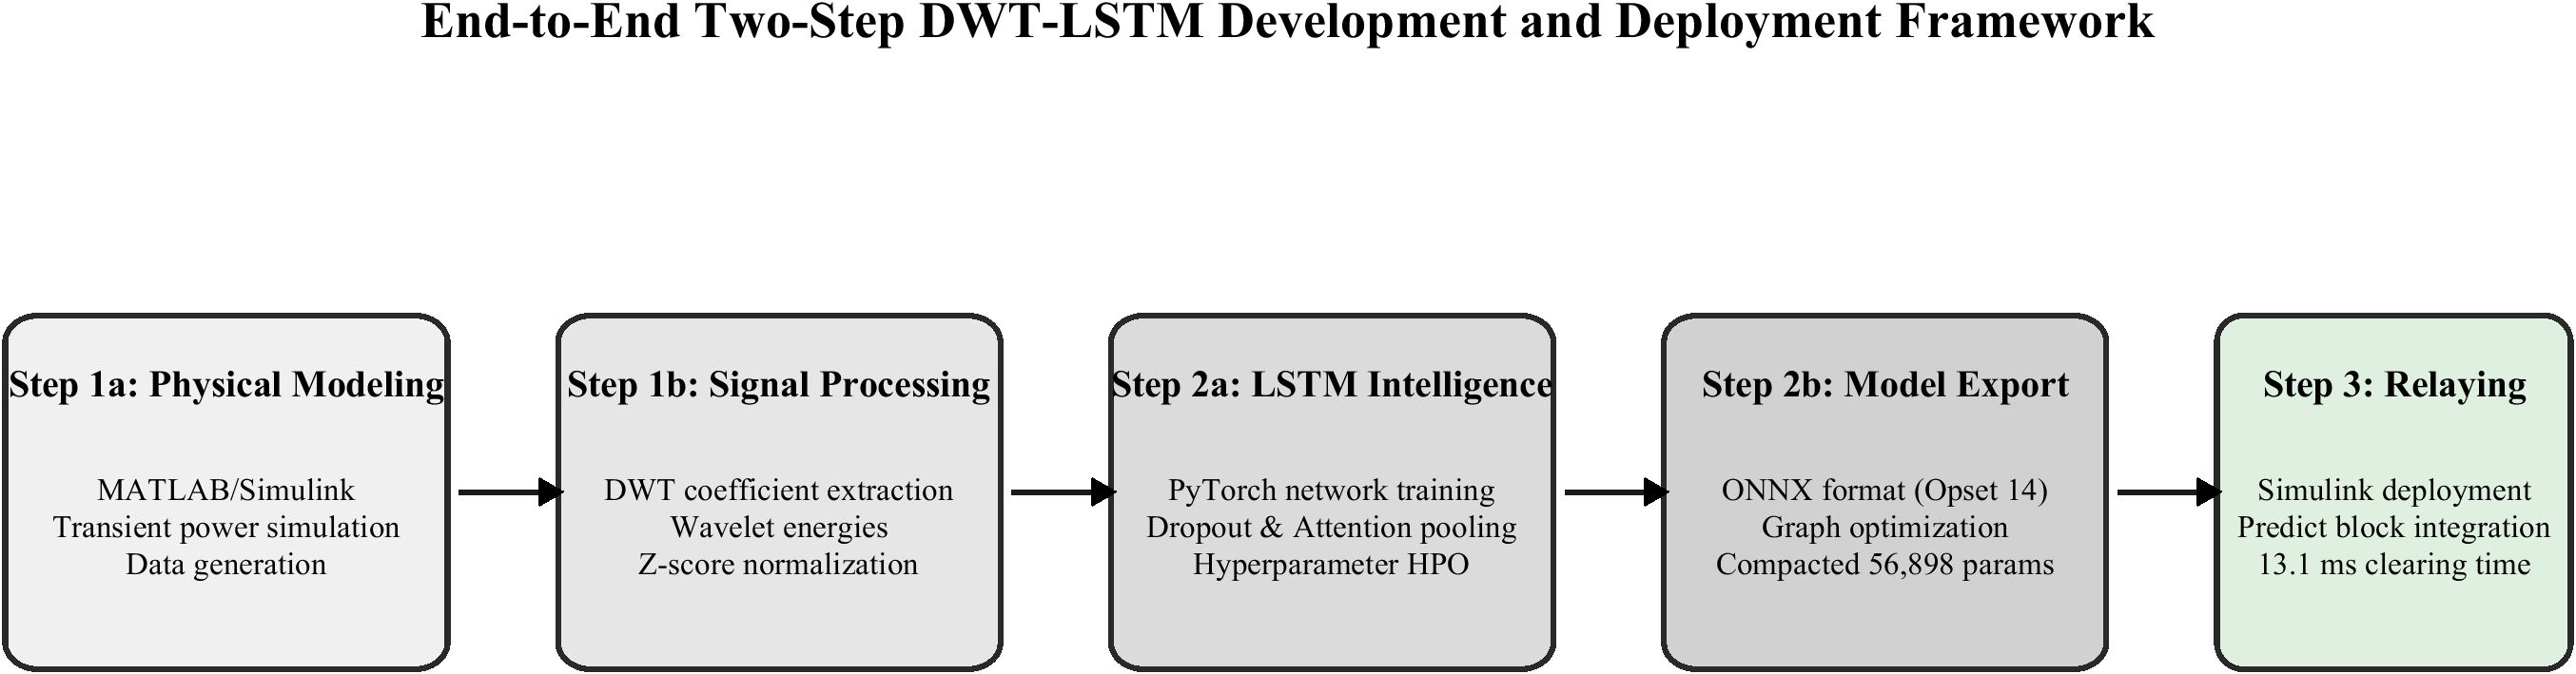 End-to-End Two-Step DWT-LSTM Development and Deployment Framework
Step 1a: Physical Modeling
MATLAB/Simulink
Transient power simulation
Data generation
Step 1b: Signal Processing
DWT coefficient extraction
Wavelet energies
Z-score normalization
Step 2a: LSTM Intelligence
PyTorch network training
Dropout & Attention pooling
Hyperparameter HPO
Step 2b: Model Export
ONNX format (Opset 14)
Graph optimization
Compacted 56,898 params
Step 3: Relaying
Simulink deployment
Predict block integration
13.1 ms clearing time